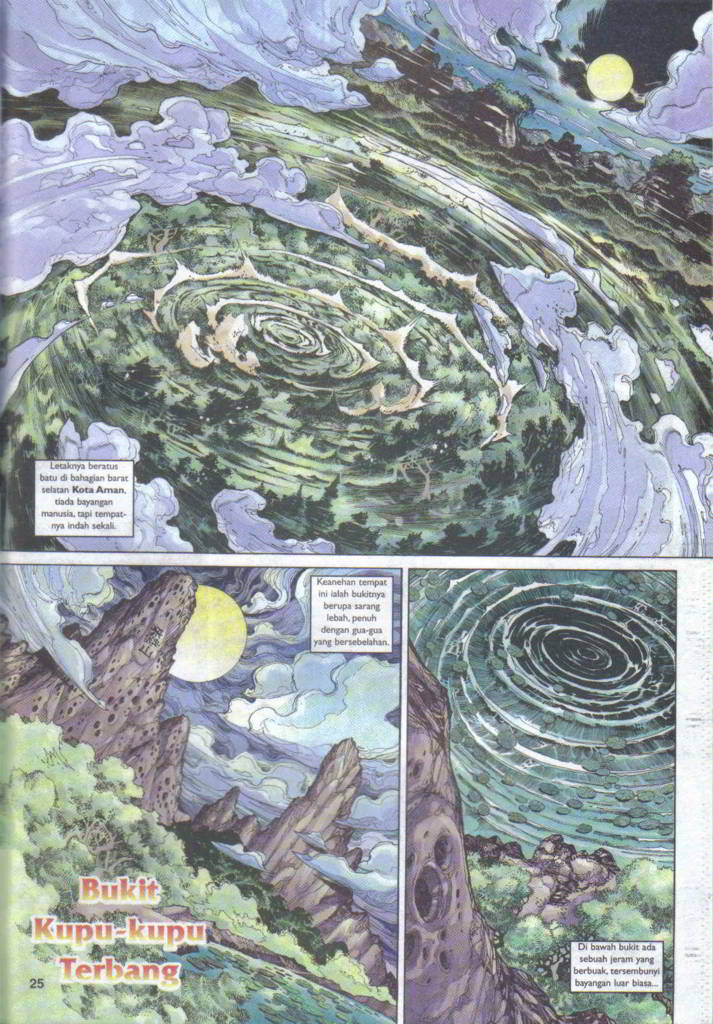 Letaknya beratus
batu di bahagian barat
selatan Kota Aman,
tiada bayangan
manusia, tapi tempat-
nya indah sekali.
Keanehan tempat
ini ialah bukitnya
berupa sarang
lebah, penuh
dengan gua-gua
yang bersebelahan.
Bukit
Kupu-kupu
Terbang
Di bawah bukit ada
sebuah jeram yang
berbuak, tersembunyi
bayangan luar biasa...
25